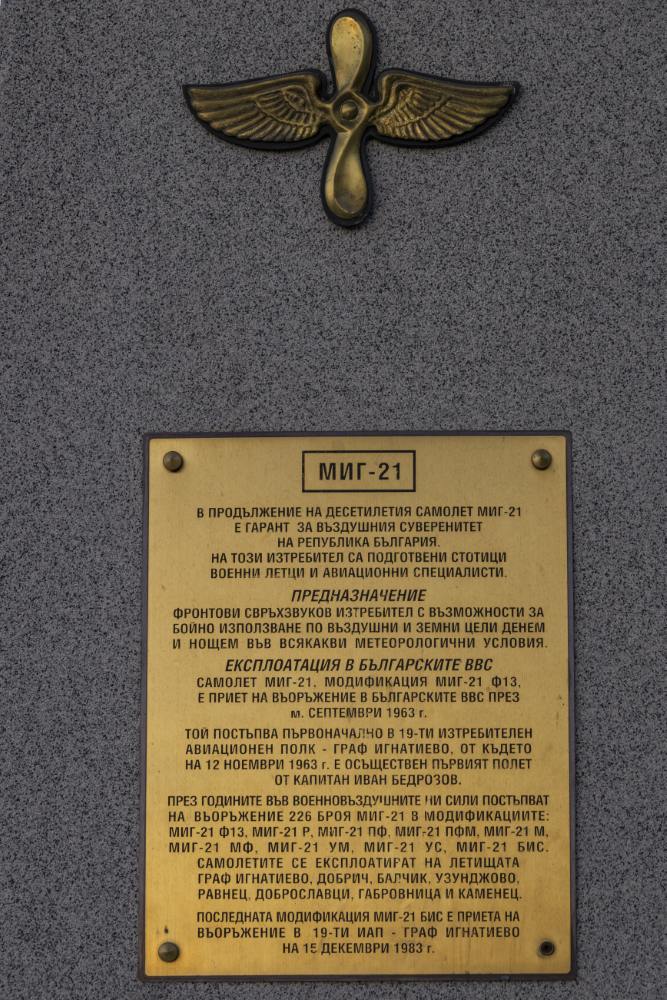 МИГ-21
В ПРОДЪЛЖЕНИЕ НА ДЕСЕТИЛЕТИЯ САМОЛЕТ МИГ-21
Е ГАРАНТ ЗА ВЪЗДУШНИЯ СУВЕРЕНИТЕТ
НА РЕПУБЛИКА БЪЛГАРИЯ.
НА ТОЗИ ИЗТРЕБИТЕЛ СА ПОДГОТВЕНИ СТОТИЦИ
ВОЕННИ ЛЕТЦИ И АВИАЦИОННИ СПЕЦИАЛИСТИ.
ПРЕДНАЗНАЧЕНИЕ
ФРОНТОВИ СВРЪХЗВУКОВ ИЗТРЕБИТЕЛ С ВЪЗМОЖНОСТИ ЗА
БОЙНО ИЗПОЛЗВАНЕ ПО ВЪЗДУШНИ И ЗЕМНИ ЦЕЛИ ДЕНЕМ
И НОЩЕМ ВЪВ ВСЯКАКВИ МЕТЕОРОЛОГИЧНИ УСЛОВИЯ.
ЕКСПЛОАТАЦИЯ В БЪЛГАРСКИТЕ ВВС
САМОЛЕТ МИГ-21, МОДИФИКАЦИЯ МИГ-21 Ф13,
Е ПРИЕТ НА ВЪОРЪЖЕНИЕ В БЪЛГАРСКИТЕ ВВС ПРЕЗ
м. СЕПТЕМВРИ 1963 г.
ТОЙ ПОСТЪПВА ПЪРВОНАЧАЛНО В 19-ТИ ИЗТРЕБИТЕЛЕН
АВИАЦИОНЕН ПОЛК - ГРАФ ИГНАТИЕВО, ОТ КЪДЕТО
НА 12 НОЕМВРИ 1963 г. Е ОСЪЩЕСТВЕН ПЪРВИЯТ ПОЛЕТ
ОТ КАПИТАН ИВАН БЕДРОЗОВ.
ПРЕЗ ГОДИНИТЕ ВЪВ ВОЕННОВЪЗДУШНИТЕ НИ СИЛИ ПОСТЪПВАТ
НА ВЪОРЪЖЕНИЕ 226 БРОЯ МИГ-21 В МОДИФИКАЦИИТЕ:
МИГ-21 Ф13, МИГ-21 Р, МИГ-21 ПФ, МИГ-21 ПФМ, МИГ-21 М,
МИГ-21 МФ, МИГ-21 УМ, МИГ-21 УС, МИГ-21 БИС.
САМОЛЕТИТЕ СЕ ЕКСПЛОАТИРАТ НА ЛЕТИЩАТА
ГРАФ ИГНАТИЕВО, ДОБРИЧ, БАЛЧИК, УЗУНДЖОВО,
РАВНЕЦ, ДОБРОСЛАВЦИ, ГАБРОВНИЦА И КАМЕНЕЦ.
ПОСЛЕДНАТА МОДИФИКАЦИЯ МИГ-21 БИС Е ПРИЕТА НА
ВЪОРЪЖЕНИЕ В 19-ТИ ИАП - ГРАФ ИГНАТИЕВО
НА 15 ДЕКЕМВРИ 1983 г.